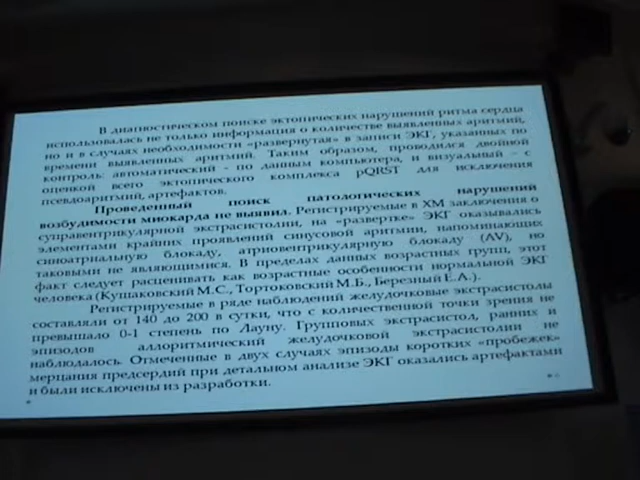 В диагностическом поиске эктопических нарушений ритма сердца
использовалась не только информация о количестве выявленных аритмий,
но и в случаях необходимости «развернутая» в записи ЭКГ, указанных по
времени выявленных аритмий. Таким образом, проводился двойной
контроль: автоматический - по данным компьютера, и визуальный – с
оценкой всего эктопического комплекса pQRST для исключения
псевдоаритмий, артефактов.
Проведенный поиск патологических нарушений
возбудимости миокарда не выявил. Регистрируемые в ХМ заключения о
суправентрикулярной экстрасистолии, на «развертке» ЭКГ оказывались
элементами крайних проявлений синусовой аритмии, напоминающих
синоатриальную блокаду, атриовентрикулярную блокаду (AV), но
таковыми не являющимися. В пределах данных возрастных групп, этот
факт следует расценивать как возрастные особенности нормальной ЭКГ
человека (Кушаковский М.С., Тортоковский М.Б., Березный Е.А.).
Регистрируемые в ряде наблюдений желудочковые экстрасистолы
составляли от 140 до 200 в сутки, что с количественной точки зрения не
превышало 0-1 степень по Лауну. Групповых экстрасистол, ранних и
эпизодов аллоритмический желудочковой экстрасистолии не
наблюдалось. Отмеченные в двух случаях эпизоды коротких «пробежек»
мерцания предсердий при детальном анализе ЭКГ оказались артефактами
и были исключены из разработки.